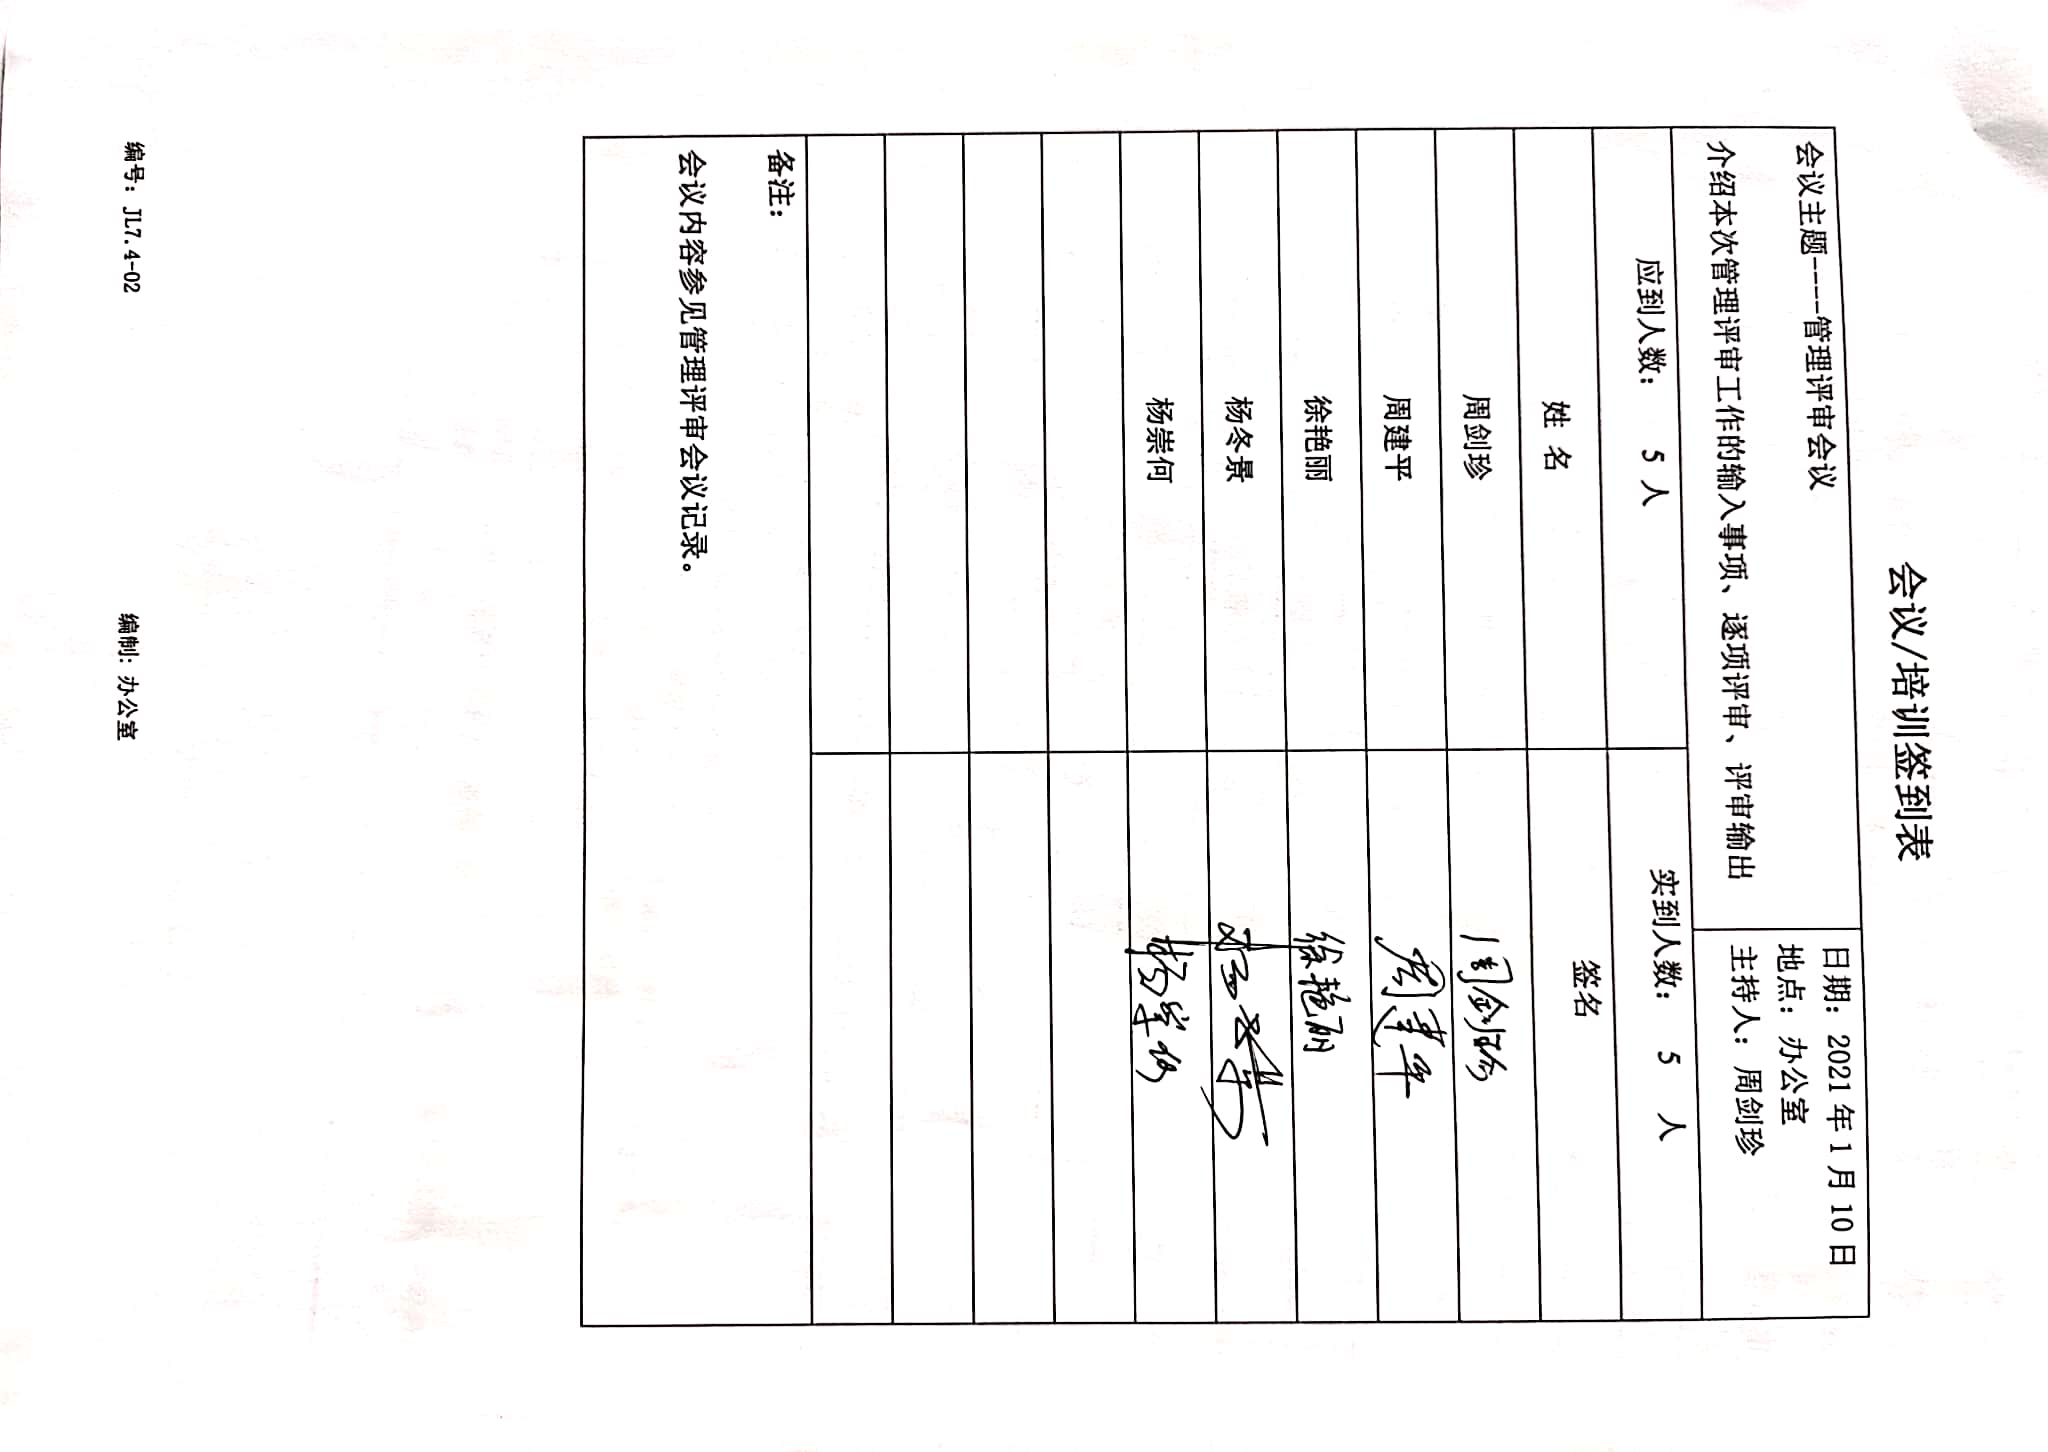 会议/培训签到表
会议主题----管理评审会议
介绍本次管理评审工作的输入事项、逐项评审、评审输出
日期：2021 年 1 月 10 日
地点：办公室
主持人：周剑珍
应到人数： 5 人
实到人数： 5 人
姓 名
签名
周剑珍
周剑珍
周建平
周建平
徐艳丽
徐艳丽
杨冬景
杨崇何
备注：
会议内容参见管理评审会议记录。
编号：JL7.4-02
编制：办公室